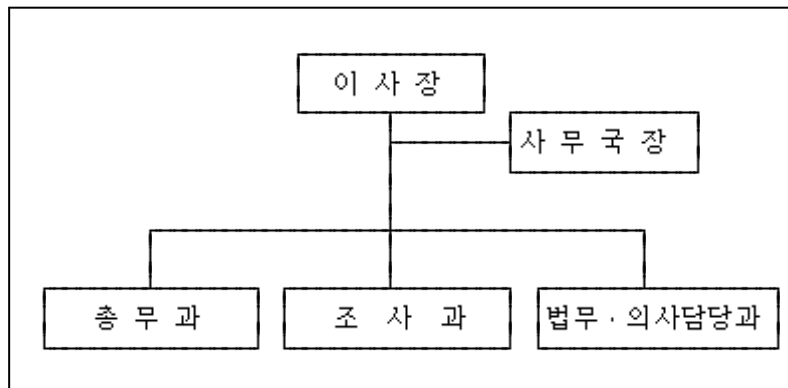 이 사 장
사 무 국 장
총 무 과
조 사 과
법무 · 의사담당과